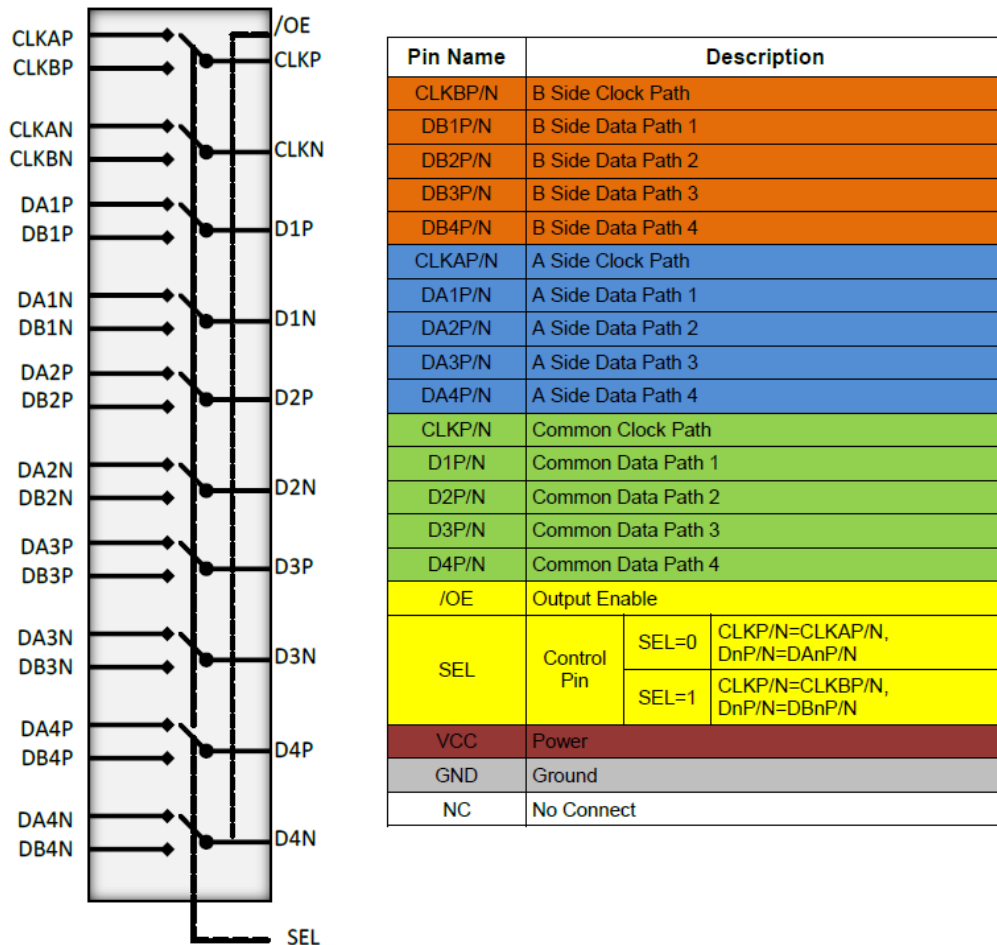 /OE
CLKAP
CLKP
CLKBP
CLKAN
CLKN
CLKBN
DA1P
D1P
DB1P
DA1N
D1N
DB1N
DA2P
D2P
DB2P
DA2N
D2N
DB2N
DA3P
D3P
DB3P
DA3N
D3N
DB3N
DA4P
D4P
DB4P
DA4N
D4N
DB4N
SEL
Pin Name Description
CLKBP/N B Side Clock Path
DB1P/N B Side Data Path 1
DB2P/N B Side Data Path 2
DB3P/N B Side Data Path 3
DB4P/N B Side Data Path 4
CLKAP/N A Side Clock Path
DA1P/N A Side Data Path 1
DA2P/N A Side Data Path 2
DA3P/N A Side Data Path 3
DA4P/N A Side Data Path 4
CLKP/N Common Clock Path
D1P/N Common Data Path 1
D2P/N Common Data Path 2
D3P/N Common Data Path 3
D4P/N Common Data Path 4
/OE Output Enable
SEL
Control
Pin
SEL=0
CLKP/N=CLKAP/N,
DnP/N=DAnP/N
SEL=1
CLKP/N=CLKBP/N,
DnP/N=DBnP/N
VCC Power
GND Ground
NC No Connect